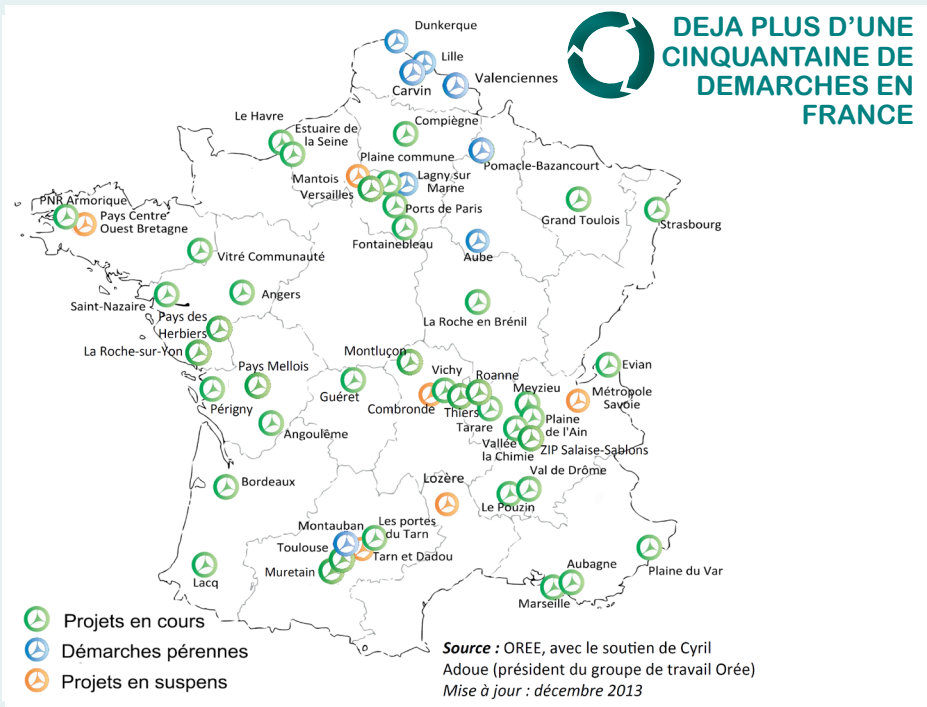 DEJA PLUS D'UNE
CINQUANTAINE DE
DEMARCHES EN
FRANCE
Dunkerque
Lille
Carvin
Valenciennes
Le Havre
Estuaire de
la Seine
Compiègne
Plaine commune
Pomacle-Bazancourt
Mantois
Versailles
Lagny sur
Marne
Ports de Paris
Grand Toulois
Strasbourg
PNR Armorique
Pays Centre
Ouest Bretagne
Fontainebleau
Aube
Vitré Communauté
Saint-Nazaire
Angers
Pays des
Herbiers
La Roche en Brénil
La Roche-sur-Yon
Pays Mellois
Montluçon
Vichy
Roanne
Evian
Périgny
Guéret
Combronde
Thiers
Meyzieu
Métropole
Savoie
Tarare
Plaine
de l'Ain
Angoulême
Vallée
la Chimie
ZIP Salaise-Sablons
Bordeaux
Lozère
Val de Drôme
Le Pouzin
Montauban
Les portes
du Tarn
Toulouse
Tarn et Dadou
Muretain
Lacq
Aubagne
Plaine du Var
Marseille
Projets en cours
Démarches pérennes
Projets en suspens
Source : OREE, avec le soutien de Cyril
Adoue (président du groupe de travail Orée)
Mise à jour : décembre 2013